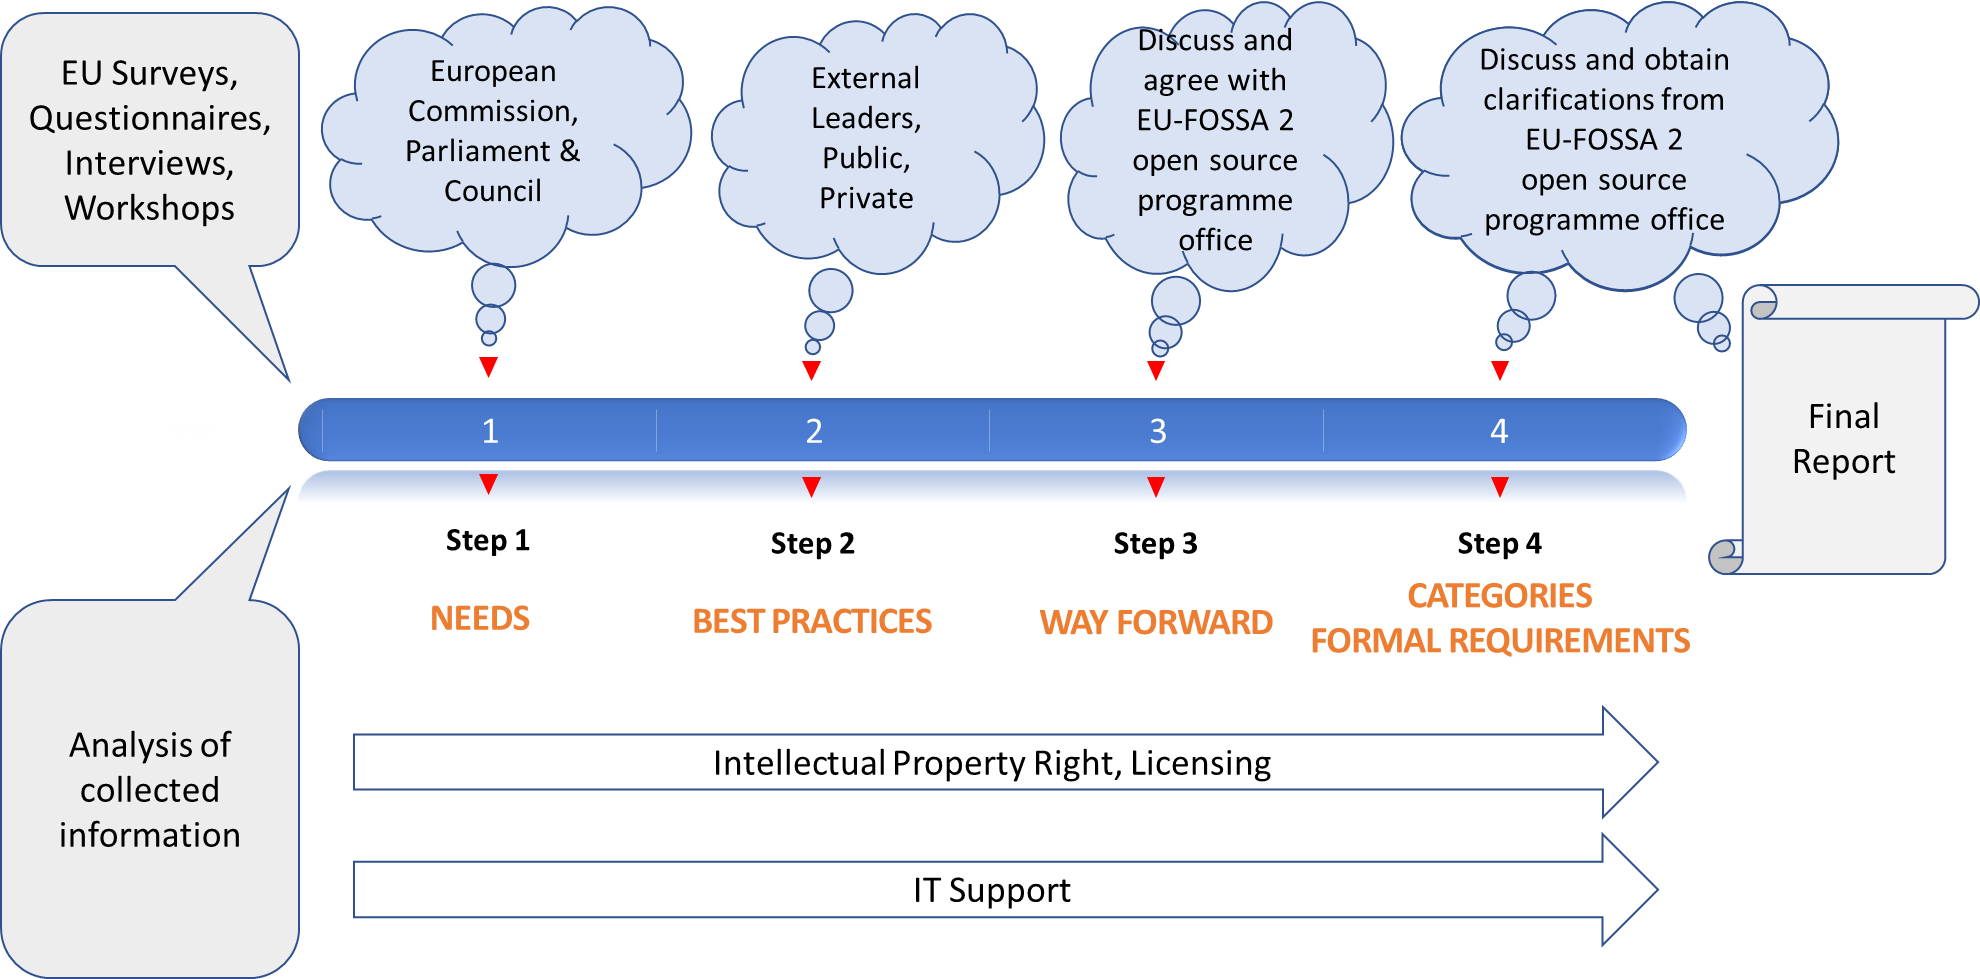 EU Surveys,
Questionnaires,
Interviews,
Workshops
European
Commission,
Parliament &
Council
External
Leaders,
Public,
Private
Discuss and
agree with
EU-FOSSA 2
open source
programme
office
Discuss and obtain
clarifications from
EU-FOSSA 2
open source
programme office
1
2
3
4
Final
Report
Step 1
NEEDS
Step 2
BEST PRACTICES
Step 3
WAY FORWARD
Step 4
CATEGORIES
FORMAL REQUIREMENTS
Analysis of
collected
information
Intellectual Property Right, Licensing
IT Support